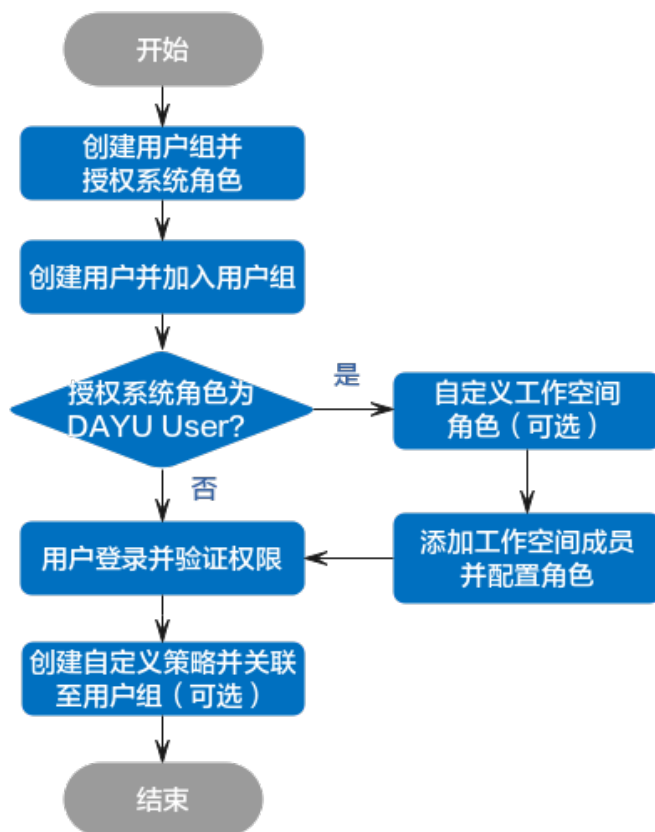 开始
创建用户组并
授权系统角色
创建用户并加入用户组
授权系统角色为
DAYU User?
是
自定义工作空间
角色（可选）
否
添加工作空间成员
并配置角色
用户登录并验证权限
创建自定义策略并关联
至用户组（可选）
结束